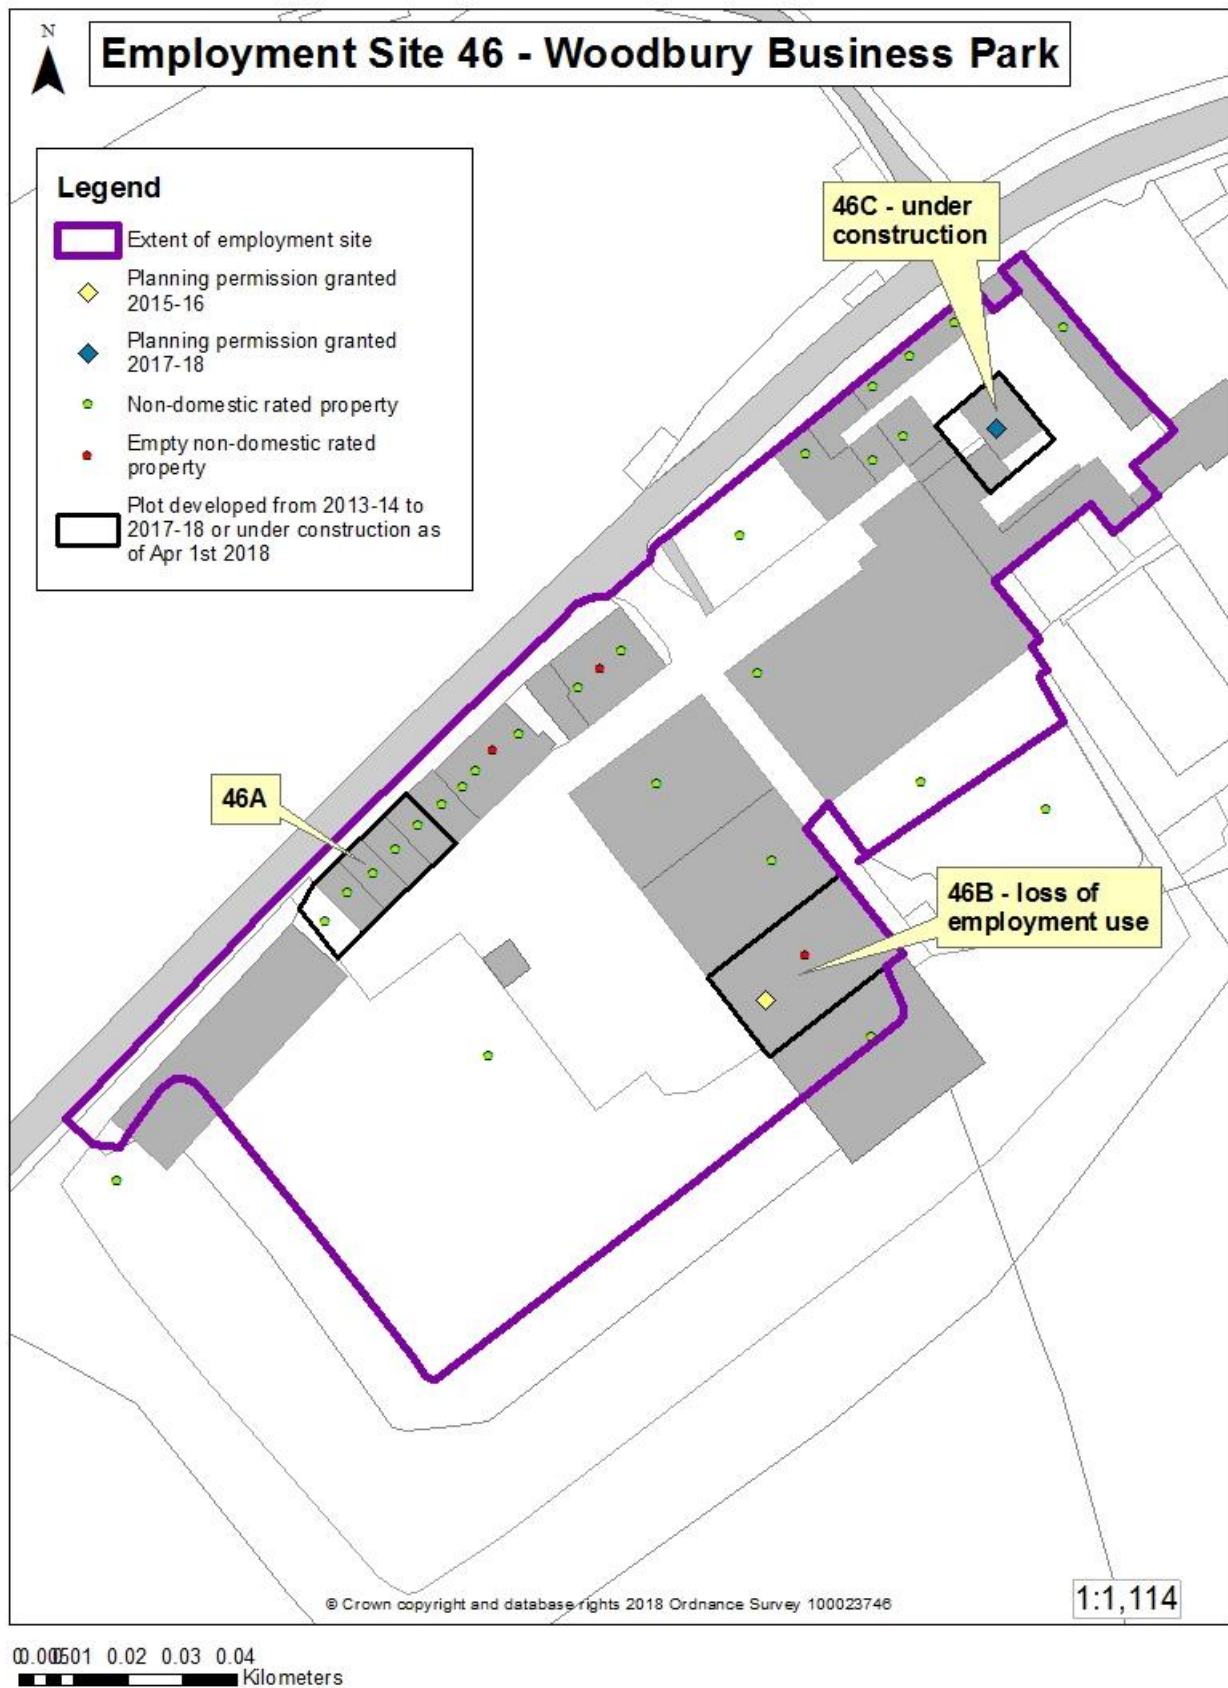 N
Employment Site 46 - Woodbury Business Park
Legend
Extent of employment site
Planning permission granted
2015-16
Planning permission granted
2017-18
Non-domestic rated property
Empty non-domestic rated
property
Plot developed from 2013-14 to
2017-18 or under construction as
of Apr 1st 2018
46C - under
construction
46A
46B - loss of
employment use
© Crown copyright and database rights 2018 Ordnance Survey 100023746
1:1,114
0.02 0.03 0.04
Kilometers